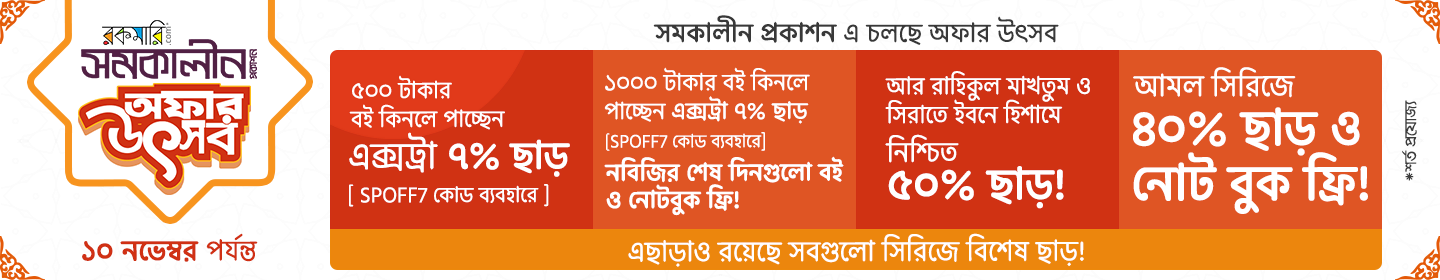 রকমারি.com
সমকালীন প্রকাশন
অফার
উৎসব
১০ নভেম্বর পর্যন্ত
সমকালীন প্রকাশন এ চলছে অফার উৎসব
৫০০ টাকার
বই কিনলে পাচ্ছেন
এক্সট্রা ৭% ছাড়
[ SPOFF7 কোড ব্যবহারে ]
১০০০ টাকার বই কিনলে
পাচ্ছেন এক্সট্রা ৭% ছাড়
[SPOFF7 কোড ব্যবহারে]
নবিজির শেষ দিনগুলো বই
ও নোটবুক ফ্রি!
আর রাহিকুল মাখতুম ও
সিরাতে ইবনে হিশামে
নিশ্চিত
৫০% ছাড়!
আমল সিরিজে
৪০% ছাড় ও
নোট বুক ফ্রি!
এছাড়াও রয়েছে সবগুলো সিরিজে বিশেষ ছাড়!
*শর্ত প্রযোজ্য